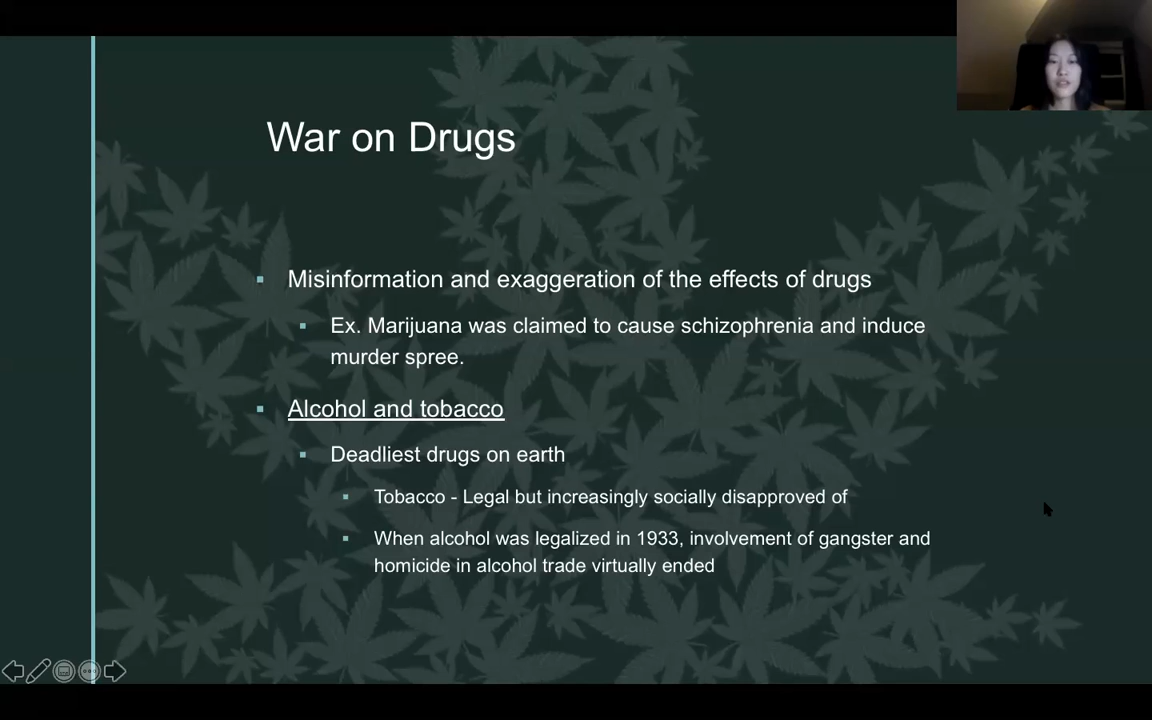 War on Drugs
▪ Misinformation and exaggeration of the effects of drugs
▪ Ex. Marijuana was claimed to cause schizophrenia and induce
murder spree.
▪ Alcohol and tobacco
▪ Deadliest drugs on earth
▪ Tobacco - Legal but increasingly socially disapproved of
▪ When alcohol was legalized in 1933, involvement of gangster and
homicide in alcohol trade virtually ended